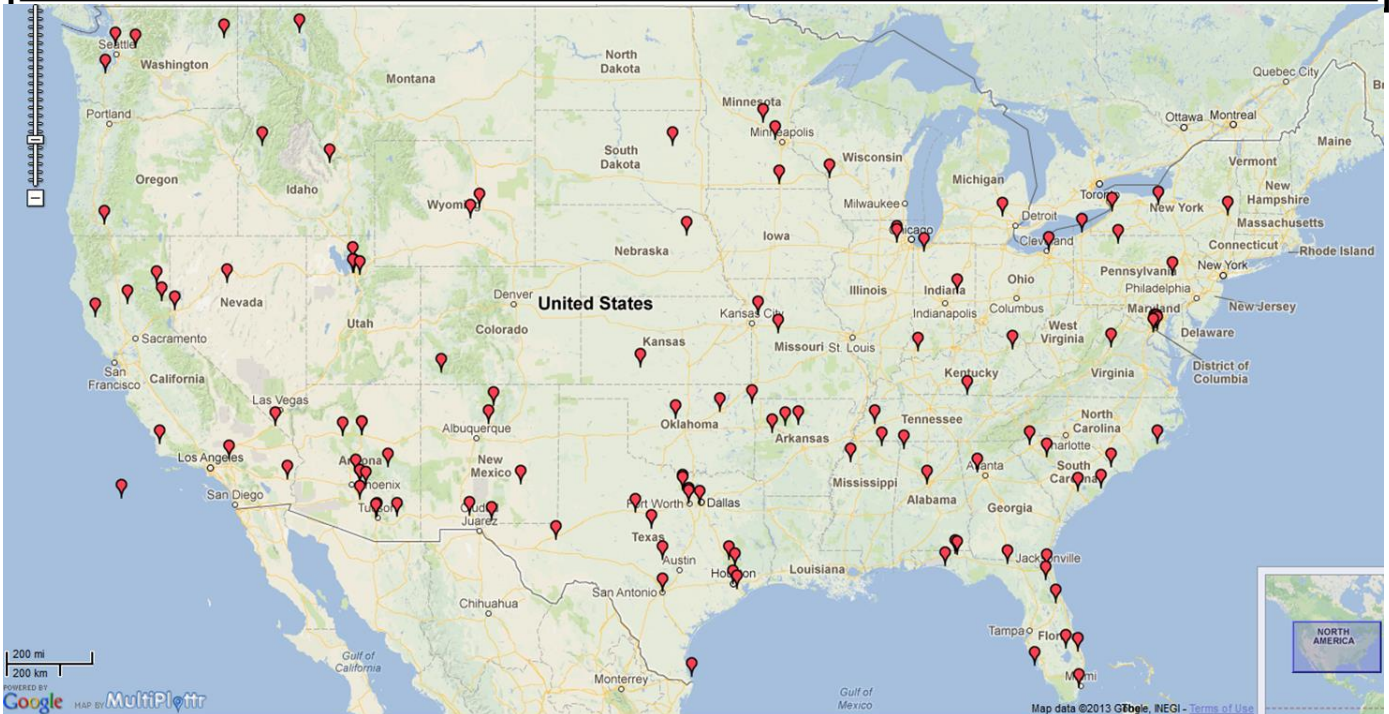 Quebec City
Seattle
Washington
Montana
North
Dakota
Minnesota
Ottawa
Montreal
Portland
Minneapolis
Maine
South
Dakota
Wisconsin
Vermont
Oregon
Idaho
Michigan
Toronto
New
Hampshire
Wyoming
Milwaukee
Detroit
New York
Massachusetts
Chicago
Cleveland
Connecticut
Rhode Island
Nebraska
Iowa
Pennsylvania
New York
Nevada
Denver
United States
Illinois
Indiana
Ohio
Philadelphia
Kansas City
Indianapolis
Columbus
Maryland
New Jersey
Utah
Colorado
West
Virginia
Delaware
Sacramento
Kansas
Missouri
St. Louis
San
Francisco
California
Kentucky
Virginia
District of
Columbia
Las Vegas
Albuquerque
Oklahoma
Arkansas
Tennessee
North
Carolina
Charlotte
Los Angeles
Arizona
New
Mexico
Atlanta
South
Carolina
Phoenix
Mississippi
San Diego
Alabama
Georgia
Tucson
Ciudad
Juarez
Fort Worth
Dallas
Texas
Austin
Jacksonville
Houston
Louisiana
San Antonio
Chihuahua
Tampa
Florida
NORTH
AMERICA
200 mi
200 km
Gulf of
California
Monterrey
Miami
Gulf of
Mexico
POWERED BY
Google
MAP BY MultiPlottr
Map data ©2013 Google, INEGI - Terms of Use